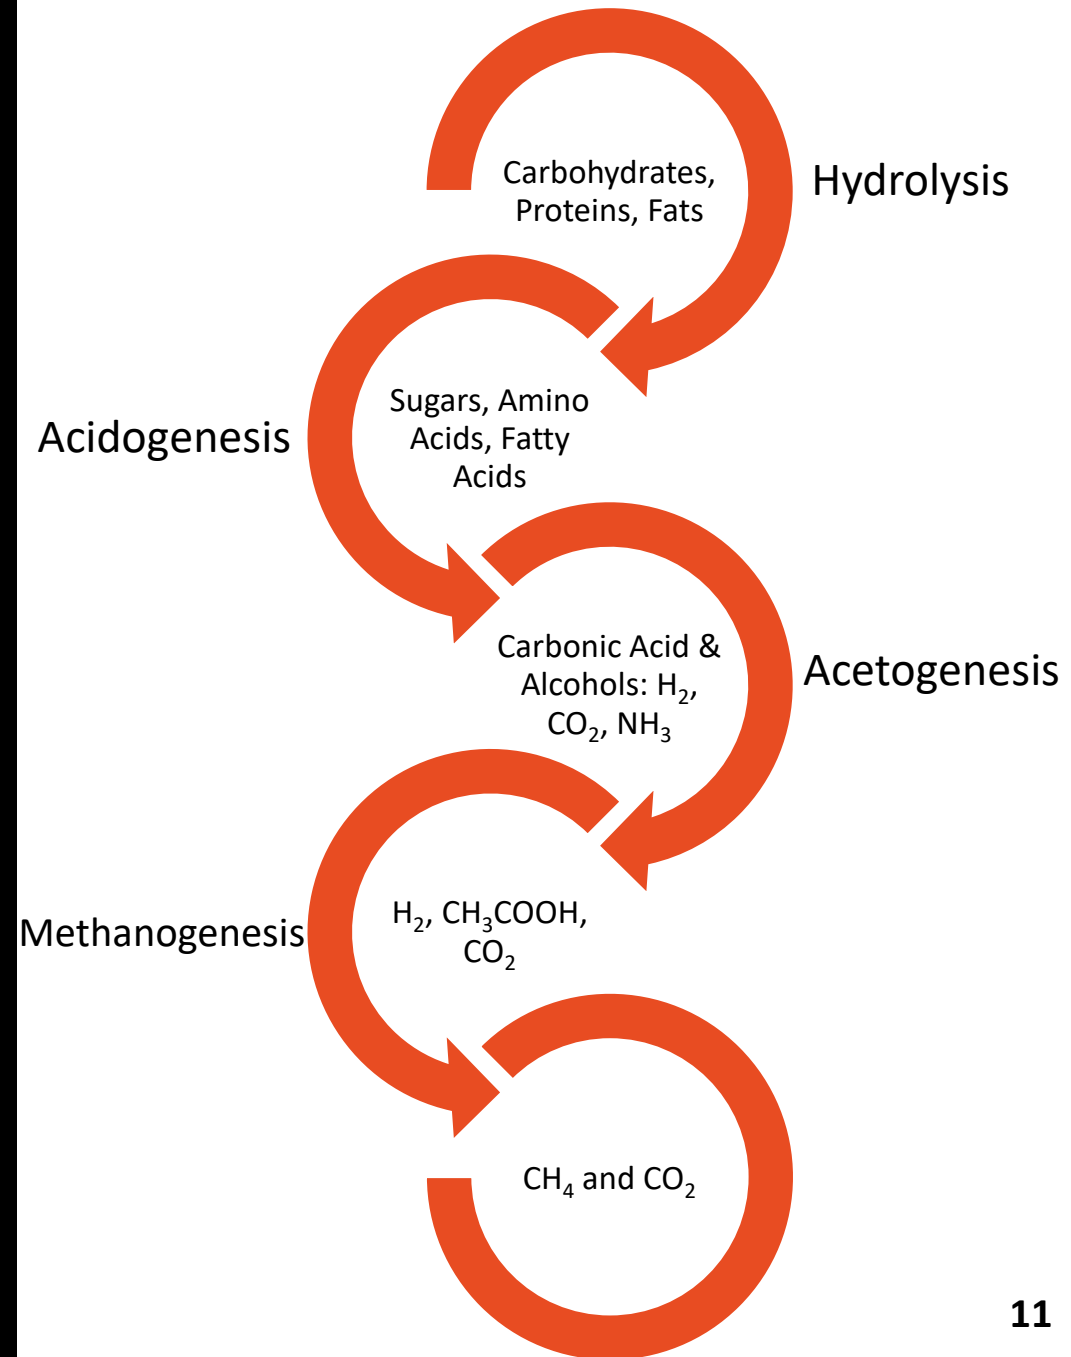 Carbohydrates,
Proteins, Fats
Hydrolysis
Sugars, Amino
Acids, Fatty
Acids
Acidogenesis
Carbonic Acid &
Alcohols: H₂,
CO₂, NH₃
Acetogenesis
H₂, CH₃COOH,
CO₂
Methanogenesis
CH₄ and CO₂
11